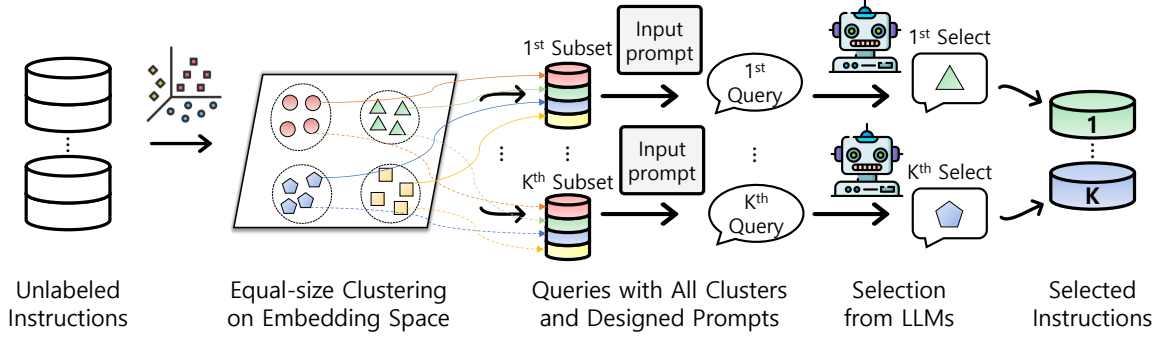 1st Subset
Input
prompt
1st
Query
1st Select
1
Kth Subset
Input
prompt
Kth
Query
Kth Select
K
Unlabeled
Instructions
Equal-size Clustering
on Embedding Space
Queries with All Clusters
and Designed Prompts
Selection
from LLMs
Selected
Instructions